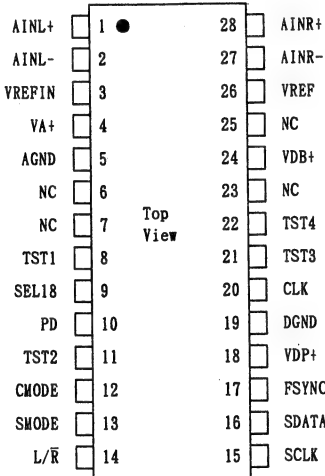 AINL+ 1 28 AINR+
AINL- 2 27 AINR-
VREFIN 3 26 VREF
VA+ 4 25 NC
AGND 5 24 VDB+
NC 6 23 NC
NC 7 Top View 22 TST4
TST1 8 21 TST3
SEL18 9 20 CLK
PD 10 19 DGND
TST2 11 18 VDP+
CMODE 12 17 FSYNC
SMODE 13 16 SDATA
L/R̅ 14 15 SCLK